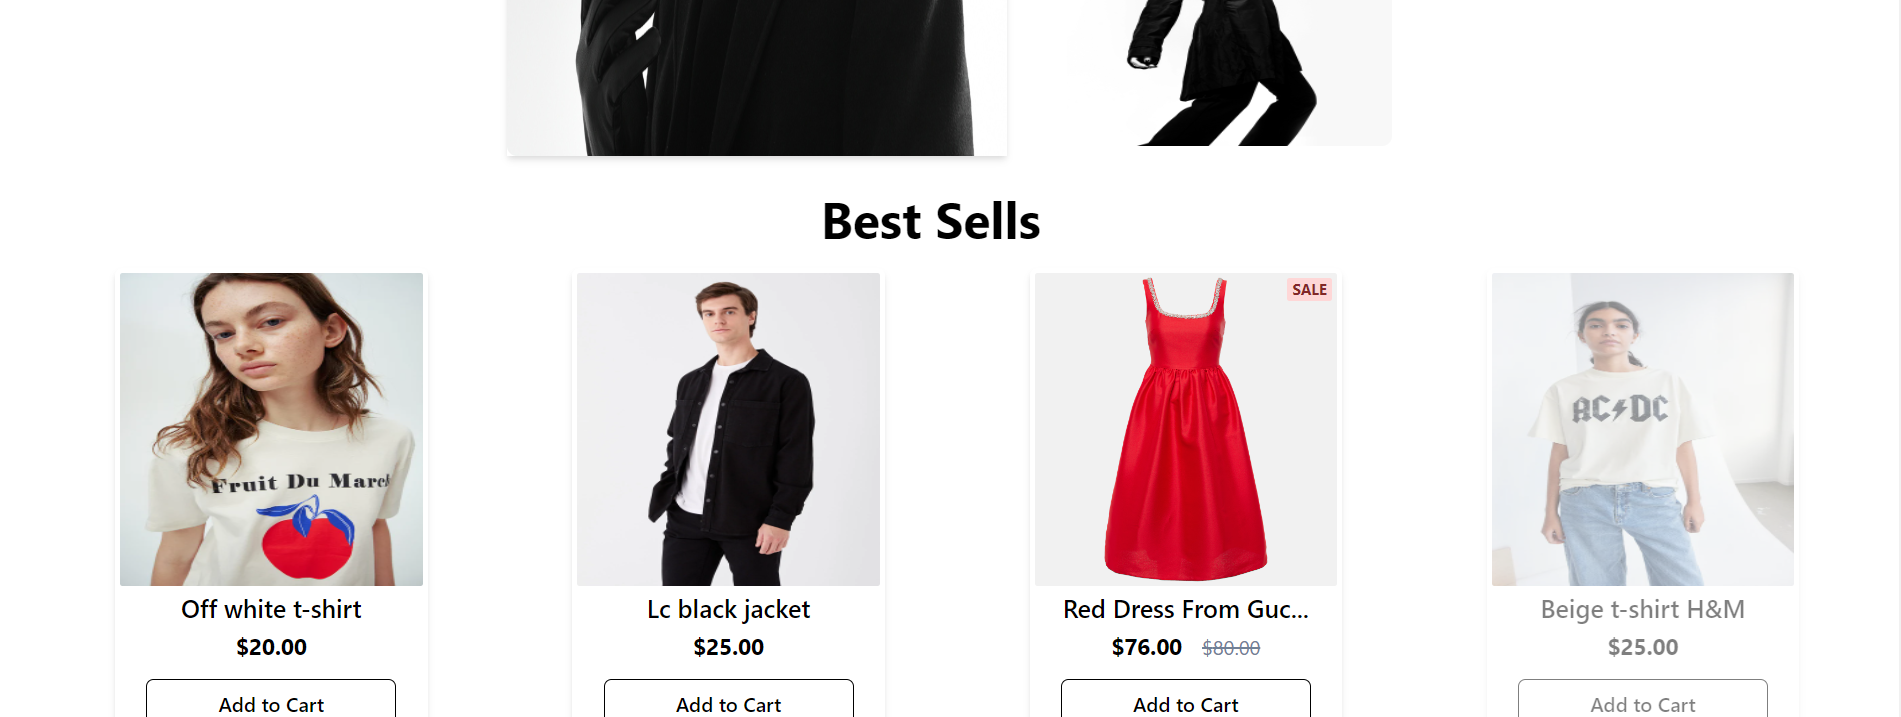 Best Sells
SALE
Fruit Du March
AC DC
Off white t-shirt
Lc black jacket
Red Dress From Guc...
Beige t-shirt H&M
$20.00
$25.00
$76.00 $80.00
$25.00
Add to Cart
Add to Cart
Add to Cart
Add to Cart